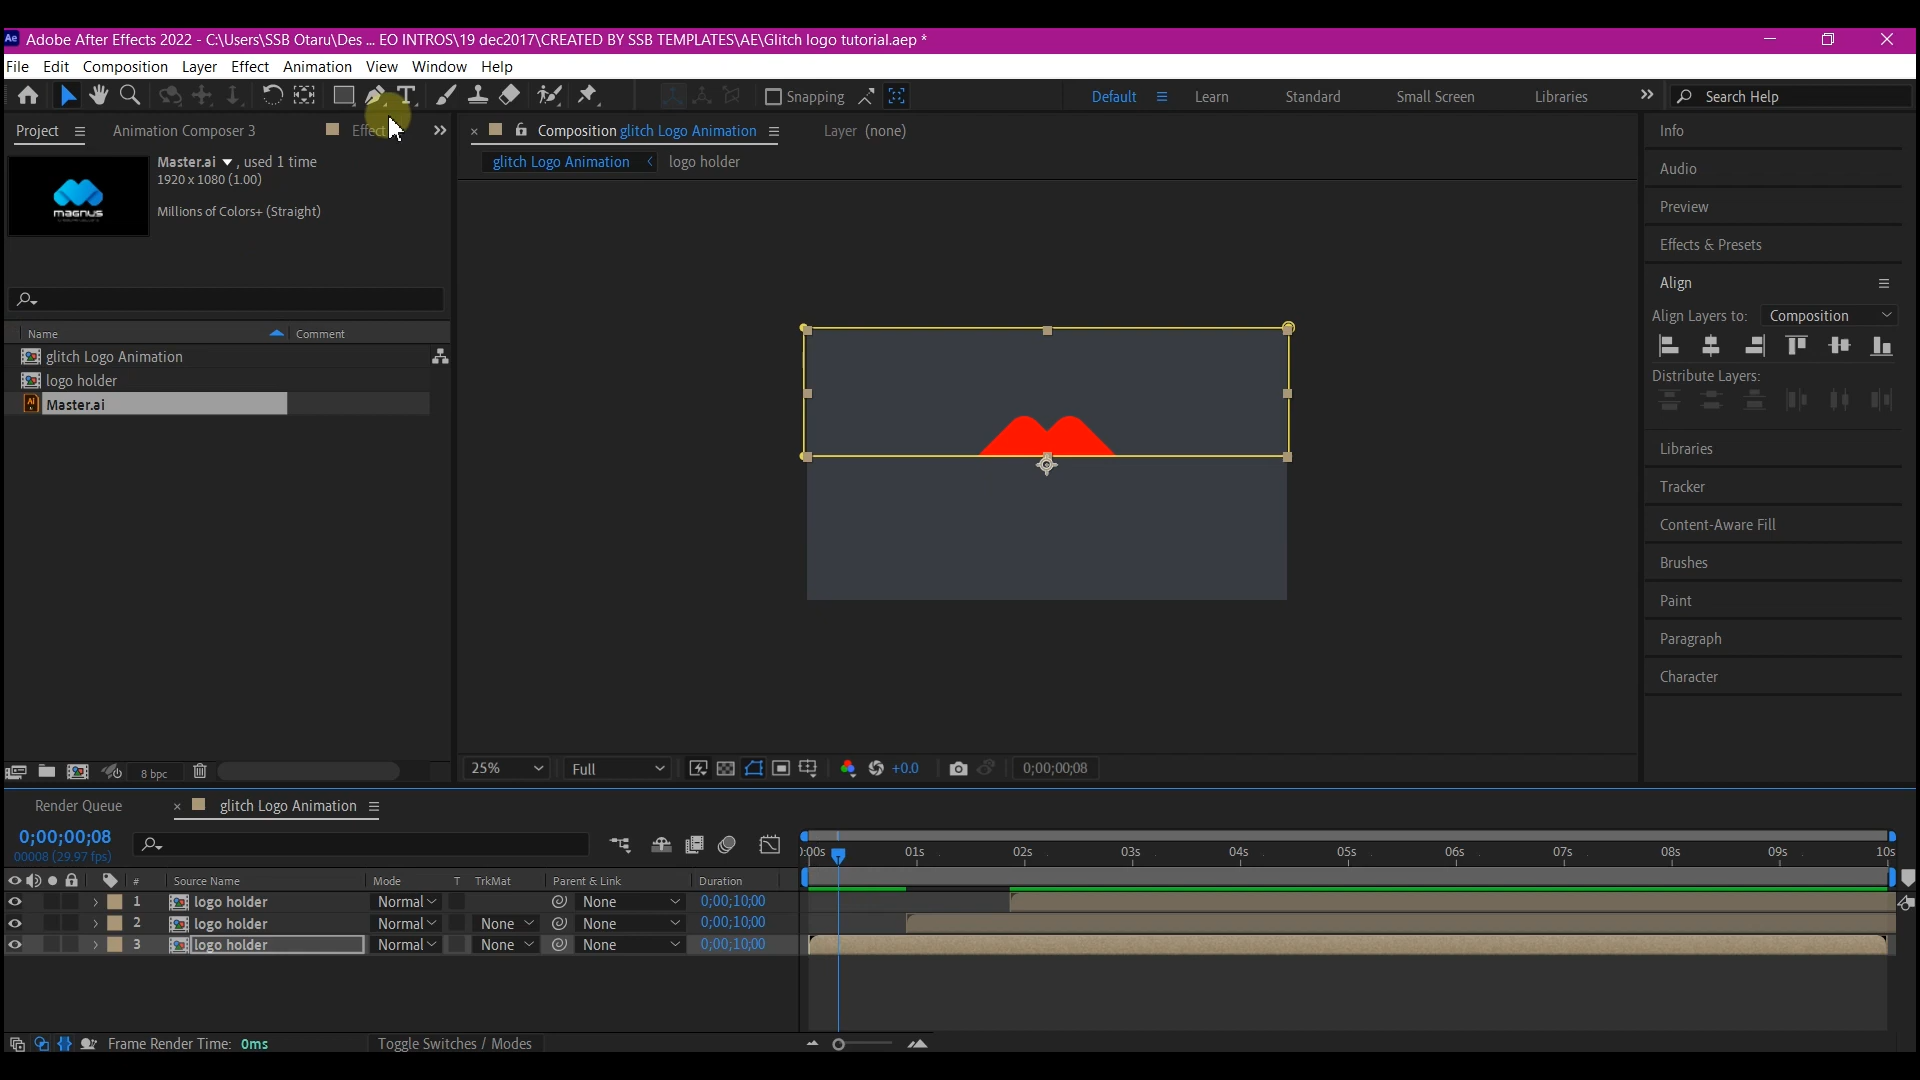 Ae Adobe After Effects 2022 - C:\Users\SSB Otaru\Des ... EO INTROS\19 dec2017\CREATED BY SSB TEMPLATES\AE\Glitch logo tutorial.aep *
File Edit Composition Layer Effect Animation View Window Help
Snapping Default Learn Standard Small Screen Libraries Search Help
Project Animation Composer 3 Effect
Composition glitch Logo Animation Layer (none)
glitch Logo Animation < logo holder
Master.ai , used 1 time
1920 x 1080 (1.00)
Millions of Colors+ (Straight)
MAGNUS
Name Comment
glitch Logo Animation
logo holder
Master.ai
8 bpc
25% Full +0.0 0;00;00;08
Info
Audio
Preview
Effects & Presets
Align
Align Layers to: Composition
Distribute Layers:
Libraries
Tracker
Content-Aware Fill
Brushes
Paint
Paragraph
Character
Render Queue glitch Logo Animation
0;00;00;08
00008 (29.97 fps)
):00s 01s 02s 03s 04s 05s 06s 07s 08s 09s 10s
# Source Name Mode T TrkMat Parent & Link Duration
1 logo holder Normal None 0;00;10;00
2 logo holder Normal None None 0;00;10;00
3 logo holder Normal None None 0;00;10;00
Frame Render Time: 0ms Toggle Switches / Modes